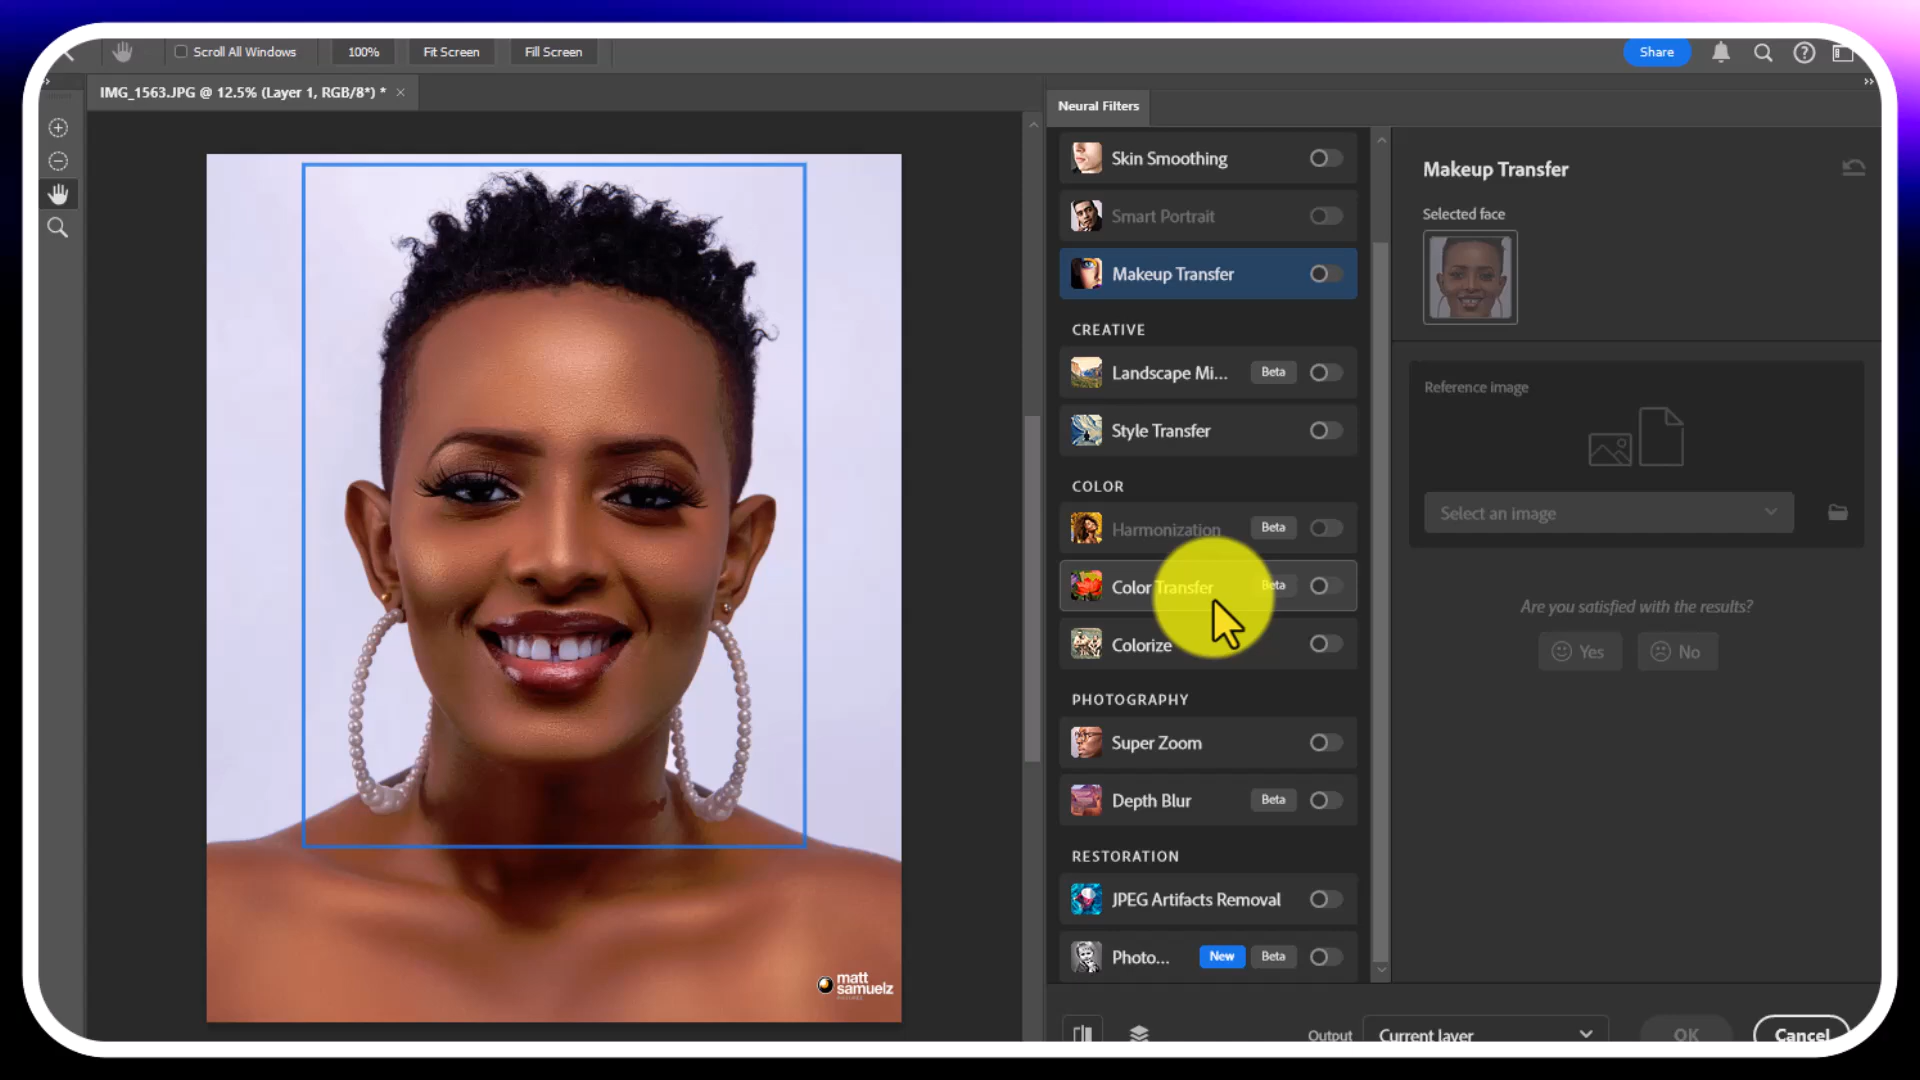 Scroll All Windows
100%
Fit Screen
Fill Screen
Share
IMG_1563.JPG @ 12.5% (Layer 1, RGB/8*) *
Neural Filters
Skin Smoothing
Smart Portrait
Makeup Transfer
CREATIVE
Landscape Mi... Beta
Style Transfer
COLOR
Harmonization Beta
Color Transfer Beta
Colorize
PHOTOGRAPHY
Super Zoom
Depth Blur Beta
RESTORATION
JPEG Artifacts Removal
Photo... New Beta
Makeup Transfer
Selected face
Reference image
Select an image
Are you satisfied with the results?
Yes
No
Output
Current layer
OK
Cancel
matt
samuelz